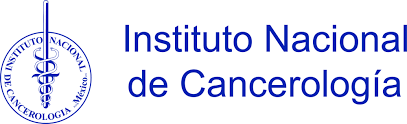 INSTITUTO NACIONAL
DE CANCEROLOGIA
-México-
Instituto Nacional
de Cancerología